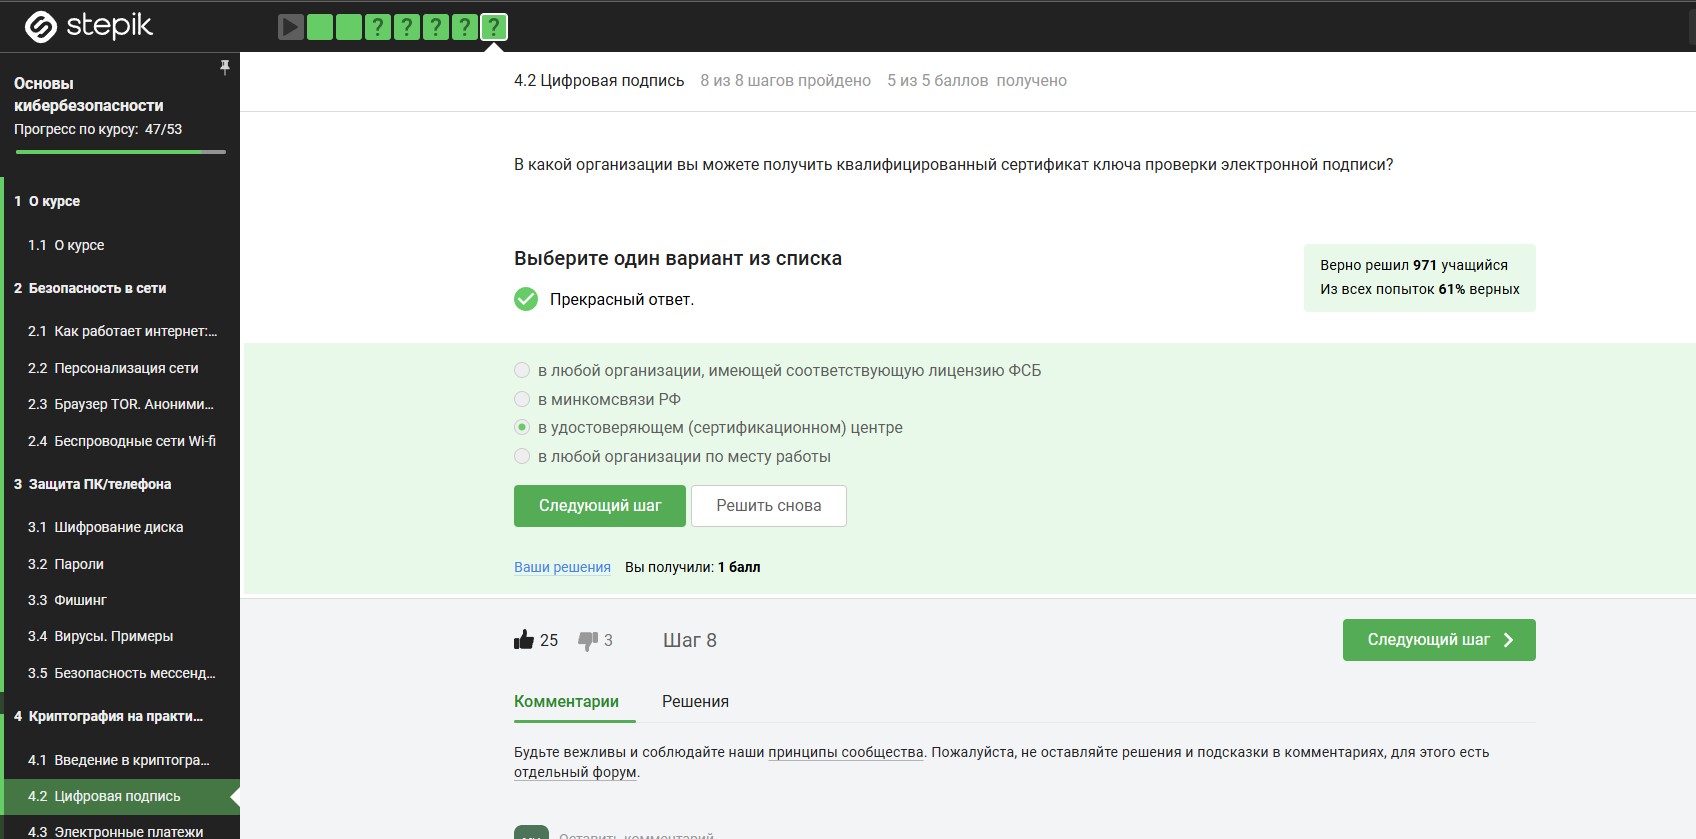 stepik
? ? ? ? ?
Основы
кибербезопасности
Прогресс по курсу: 47/53
1 О курсе
1.1 О курсе
2 Безопасность в сети
2.1 Как работает интернет:...
2.2 Персонализация сети
2.3 Браузер TOR. Аноними...
2.4 Беспроводные сети Wi-fi
3 Защита ПК/телефона
3.1 Шифрование диска
3.2 Пароли
3.3 Фишинг
3.4 Вирусы. Примеры
3.5 Безопасность мессенд...
4 Криптография на практи...
4.1 Введение в криптогра...
4.2 Цифровая подпись
4.3 Электронные платежи
4.2 Цифровая подпись 8 из 8 шагов пройдено 5 из 5 баллов получено
В какой организации вы можете получить квалифицированный сертификат ключа проверки электронной подписи?
Выберите один вариант из списка
Прекрасный ответ.
Верно решил 971 учащийся
Из всех попыток 61% верных
в любой организации, имеющей соответствующую лицензию ФСБ
в минкомсвязи РФ
в удостоверяющем (сертификационном) центре
в любой организации по месту работы
Следующий шаг Решить снова
Ваши решения Вы получили: 1 балл
25 3 Шаг 8 Следующий шаг
Комментарии Решения
Будьте вежливы и соблюдайте наши принципы сообщества. Пожалуйста, не оставляйте решения и подсказки в комментариях, для этого есть
отдельный форум.
Оставить комментарий